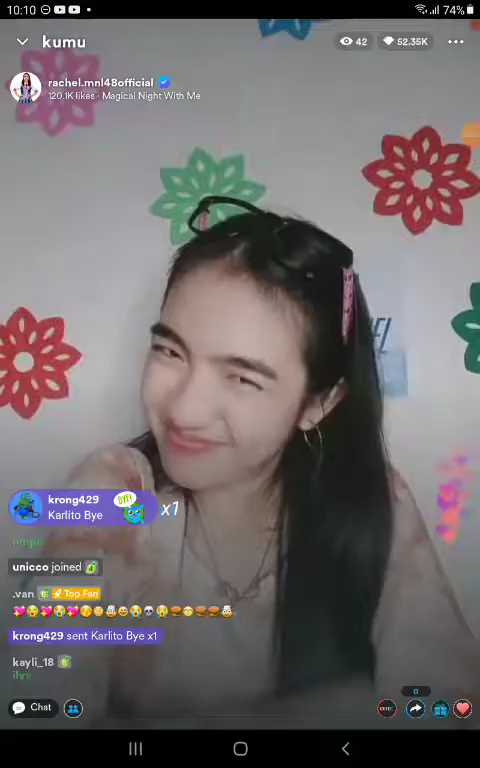 10:10
74%
kumu
42
52.35K
rachel.mnl48official
120.1K likes · Magical Night With Me
krong429
Karlito Bye
BYE!
x1
unicco joined
.van Top Fan
krong429 sent Karlito Bye x1
kayli_18
Chat
0